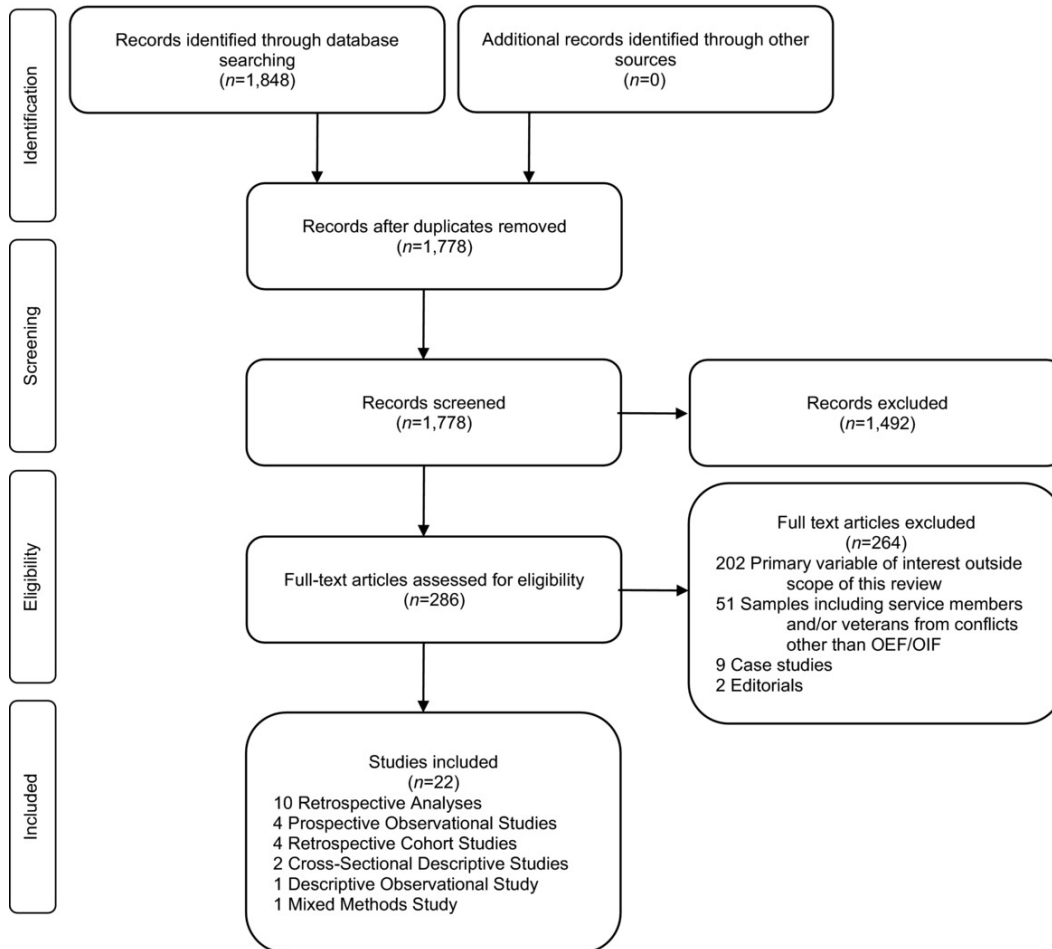 Identification
Records identified through database
searching
(n=1,848)
Additional records identified through other
sources
(n=0)
Records after duplicates removed
(n=1,778)
Screening
Records screened
(n=1,778)
Records excluded
(n=1,492)
Eligibility
Full-text articles assessed for eligibility
(n=286)
Full text articles excluded
(n=264)
202 Primary variable of interest outside
scope of this review
51 Samples including service members
and/or veterans from conflicts
other than OEF/OIF
9 Case studies
2 Editorials
Included
Studies included
(n=22)
10 Retrospective Analyses
4 Prospective Observational Studies
4 Retrospective Cohort Studies
2 Cross-Sectional Descriptive Studies
1 Descriptive Observational Study
1 Mixed Methods Study